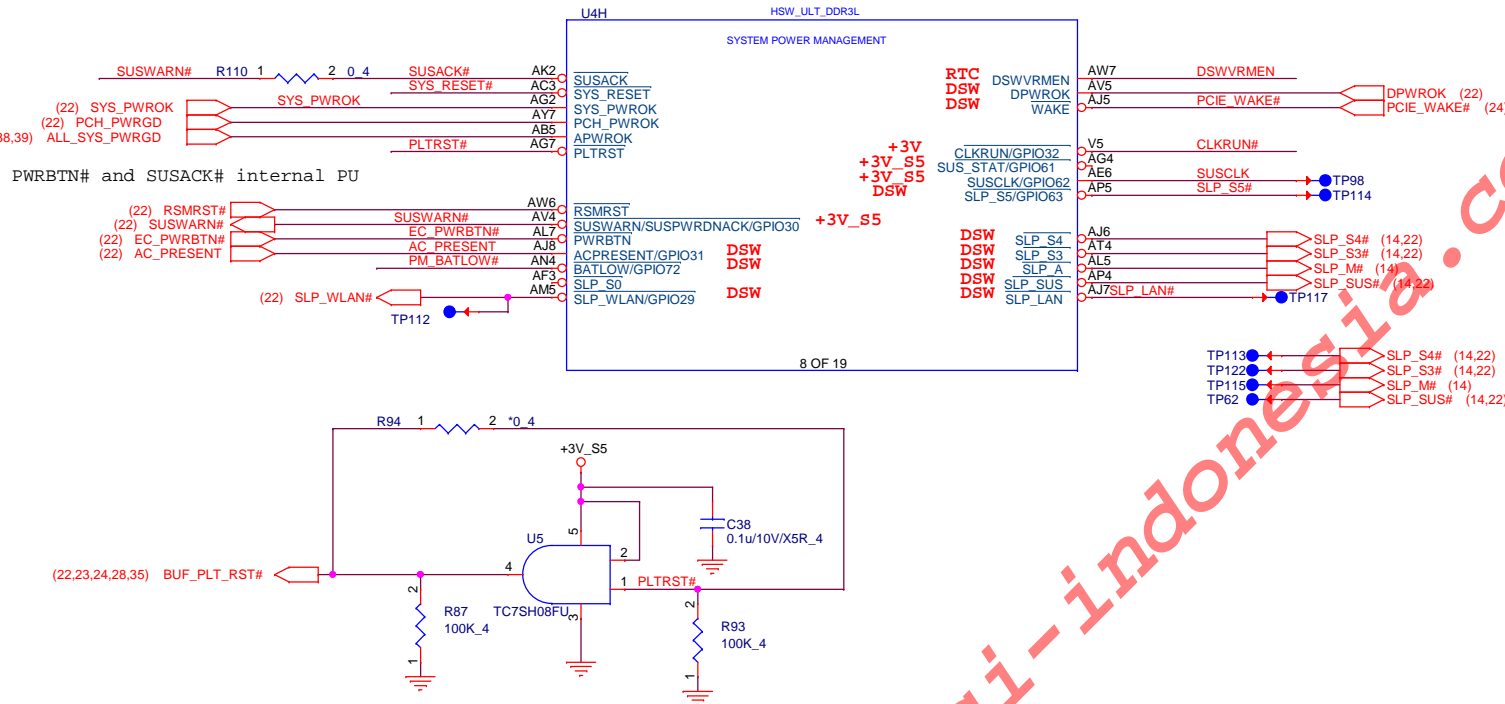 U4H
HSW_ULT_DDR3L
SYSTEM POWER MANAGEMENT
SUSWARN# R110 1 2 0_4 SUSACK# AK2 SUSACK
SYS_RESET# AC3 SYS_RESET
(22) SYS_PWROK SYS_PWROK AG2 SYS_PWROK
(22) PCH_PWRGD AY7 PCH_PWROK
38,39) ALL_SYS_PWRGD AB5 APWROK
PLTRST# AG7 PLTRST
RTC DSWVRMEN AW7 DSWVRMEN
DSW DPWROK AV5 DPWROK (22)
DSW WAKE AJ5 PCIE_WAKE# PCIE_WAKE# (24)
+3V CLKRUN/GPIO32 V5 CLKRUN#
+3V_S5 SUS_STAT/GPIO61 AG4
+3V_S5 SUSCLK/GPIO62 AE6 SUSCLK TP98
DSW SLP_S5/GPIO63 AP5 SLP_S5# TP114
PWRBTN# and SUSACK# internal PU
(22) RSMRST# AW6 RSMRST
(22) SUSWARN# SUSWARN# AV4 SUSWARN/SUSPWRDNACK/GPIO30 +3V_S5
(22) EC_PWRBTN# EC_PWRBTN# AL7 PWRBTN
(22) AC_PRESENT AC_PRESENT AJ8 ACPRESENT/GPIO31 DSW
PM_BATLOW# AN4 BATLOW/GPIO72 DSW
AF3 SLP_S0
(22) SLP_WLAN# AM5 SLP_WLAN/GPIO29 DSW
TP112
DSW SLP_S4 AJ6 SLP_S4# (14,22)
DSW SLP_S3 AT4 SLP_S3# (14,22)
DSW SLP_A AL5 SLP_M# (14)
DSW SLP_SUS AP4 SLP_SUS# (14,22)
DSW SLP_LAN AJ7 SLP_LAN# TP117
8 OF 19
TP113 SLP_S4# (14,22)
TP122 SLP_S3# (14,22)
TP115 SLP_M# (14)
TP62 SLP_SUS# (14,22)
R94 1 2 *0_4
+3V_S5
C38
0.1u/10V/X5R_4
U5
5
2
(22,23,24,28,35) BUF_PLT_RST# 4
1 PLTRST#
TC7SH08FU
3
2
R87
100K_4
1
2
R93
100K_4
1
i-indonesia.co